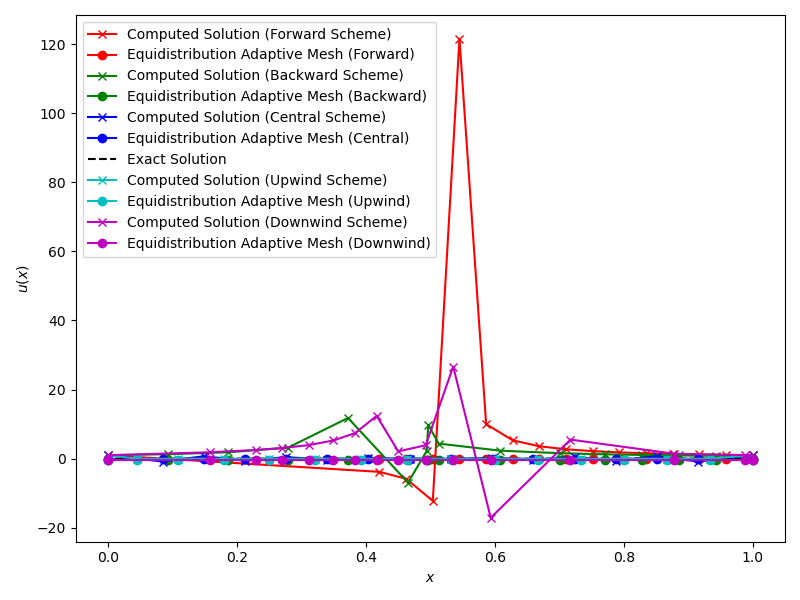 Computed Solution (Forward Scheme)
Equidistribution Adaptive Mesh (Forward)
Computed Solution (Backward Scheme)
Equidistribution Adaptive Mesh (Backward)
Computed Solution (Central Scheme)
Equidistribution Adaptive Mesh (Central)
Exact Solution
Computed Solution (Upwind Scheme)
Equidistribution Adaptive Mesh (Upwind)
Computed Solution (Downwind Scheme)
Equidistribution Adaptive Mesh (Downwind)
120
100
80
60
40
20
0
−20
u(x)
0.0 0.2 0.4 0.6 0.8 1.0
x